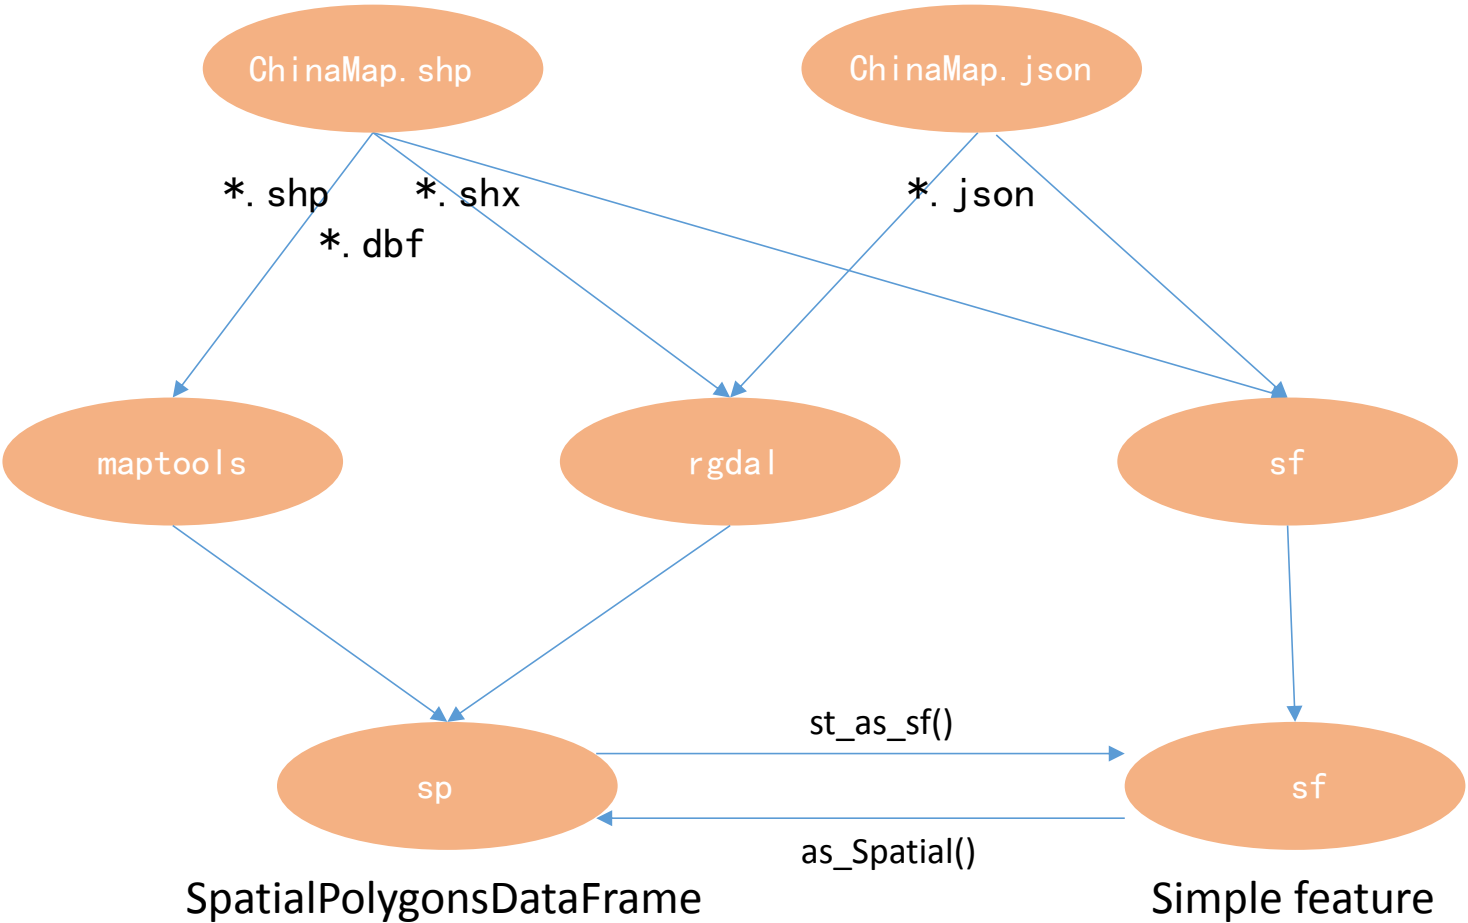 ChinaMap.shp
ChinaMap.json
*.shp
*.shx
*.json
*.dbf
maptools
rgdal
sf
st_as_sf()
sp
sf
as_Spatial()
SpatialPolygonsDataFrame
Simple feature